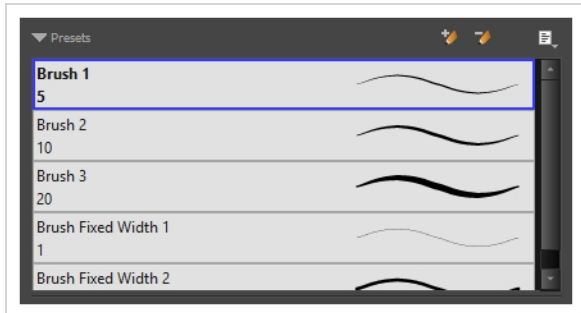 Presets
Brush 1
5
Brush 2
10
Brush 3
20
Brush Fixed Width 1
1
Brush Fixed Width 2